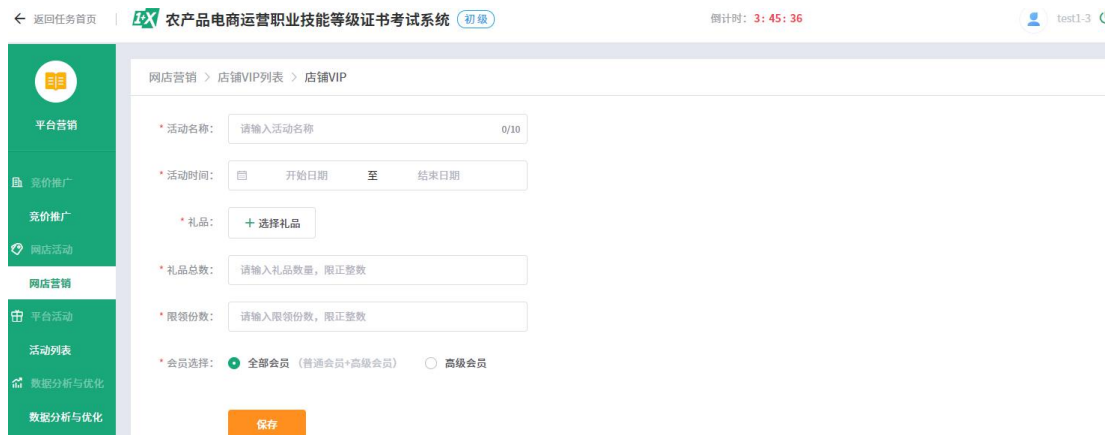 返回任务首页
1+X 农产品电商运营职业技能等级证书考试系统 初级
倒计时：3：45：36
test1-3
平台营销
竞价推广
竞价推广
网店活动
网店营销
平台活动
活动列表
数据分析与优化
数据分析与优化
网店营销 > 店铺VIP列表 > 店铺VIP
* 活动名称： 请输入活动名称 0/10
* 活动时间： 开始日期 至 结束日期
* 礼品： + 选择礼品
* 礼品总数： 请输入礼品数量，限正整数
* 限领份数： 请输入限领份数，限正整数
* 会员选择： 全部会员 （普通会员+高级会员） 高级会员
保存